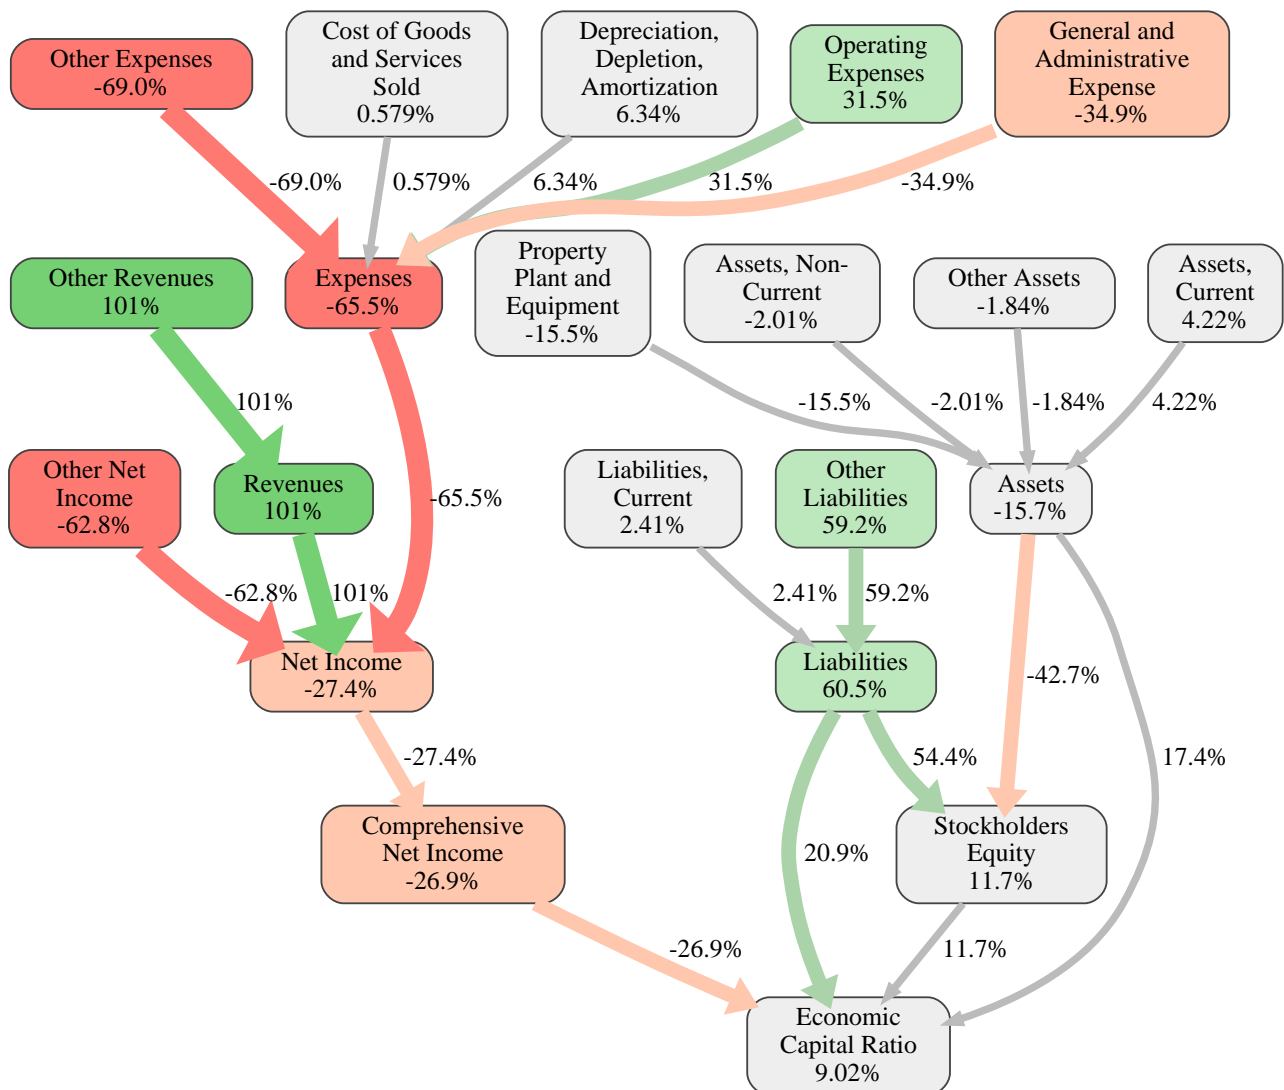 Other Expenses
-69.0%
Cost of Goods
and Services
Sold
0.579%
Depreciation,
Depletion,
Amortization
6.34%
Operating
Expenses
31.5%
General and
Administrative
Expense
-34.9%
-69.0%
0.579%
6.34%
31.5%
-34.9%
Other Revenues
101%
Expenses
-65.5%
Property
Plant and
Equipment
-15.5%
Assets, Non-
Current
-2.01%
Other Assets
-1.84%
Assets,
Current
4.22%
101%
-15.5%
-2.01%
-1.84%
4.22%
Other Net
Income
-62.8%
Revenues
101%
-65.5%
Liabilities,
Current
2.41%
Other
Liabilities
59.2%
Assets
-15.7%
-62.8%
101%
2.41%
59.2%
Net Income
-27.4%
Liabilities
60.5%
-42.7%
-27.4%
54.4%
17.4%
Comprehensive
Net Income
-26.9%
20.9%
Stockholders
Equity
11.7%
-26.9%
11.7%
Economic
Capital Ratio
9.02%